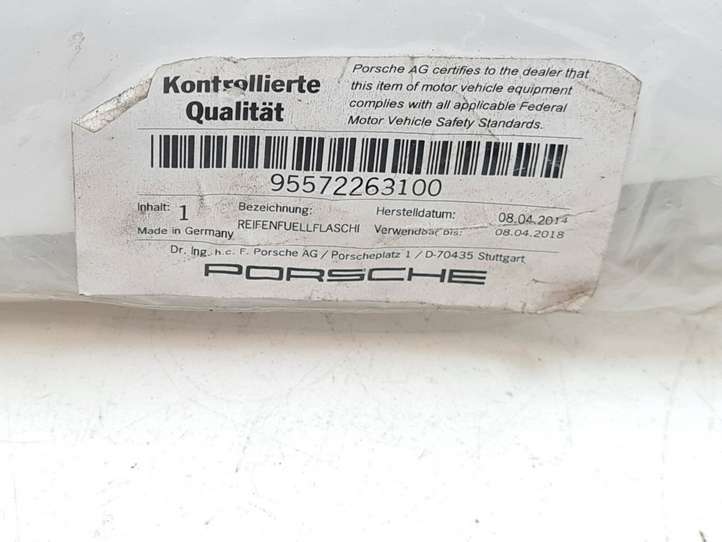 Kontrollierte
Qualität
Porsche AG certifies to the dealer that
this item of motor vehicle equipment
complies with all applicable Federal
Motor Vehicle Safety Standards.
95572263100
Inhalt: 1
Made in Germany
Bezeichnung:
REIFENFUELLFLASCHI
Herstelldatum: 08.04.2014
Verwendbar bis: 08.04.2018
Dr. Ing. h.c. F. Porsche AG / Porscheplatz 1 / D-70435 Stuttgart
PORSCHE